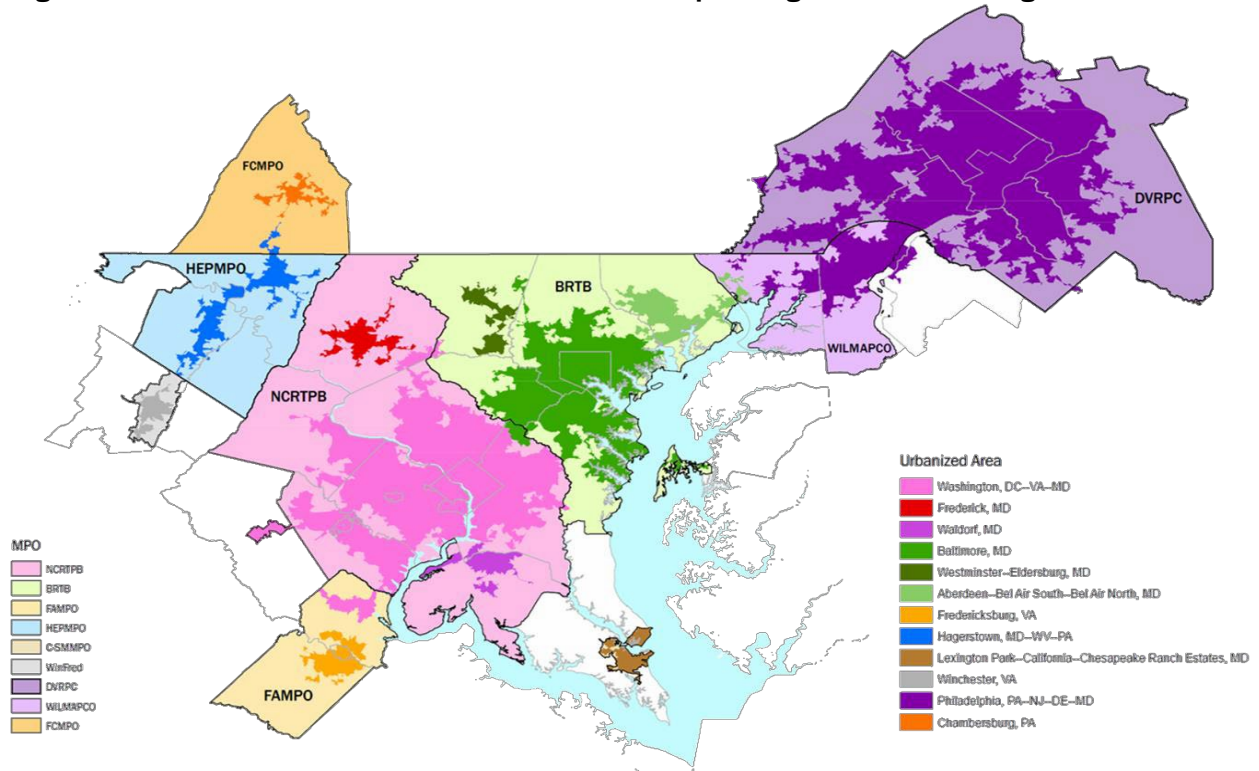 FCMPO
DVRPC
HEPMPO
BRTB
WILMAPCO
NCRTPB
FAMPO
MPO
NCRTPB
BRTB
FAMPO
HEPMPO
C-SMMPO
WinFred
DVRPC
WILMAPCO
FCMPO
Urbanized Area
Washington, DC--VA--MD
Frederick, MD
Waldorf, MD
Baltimore, MD
Westminster--Eldersburg, MD
Aberdeen--Bel Air South--Bel Air North, MD
Fredericksburg, VA
Hagerstown, MD--WV--PA
Lexington Park--California--Chesapeake Ranch Estates, MD
Winchester, VA
Philadelphia, PA--NJ--DE--MD
Chambersburg, PA